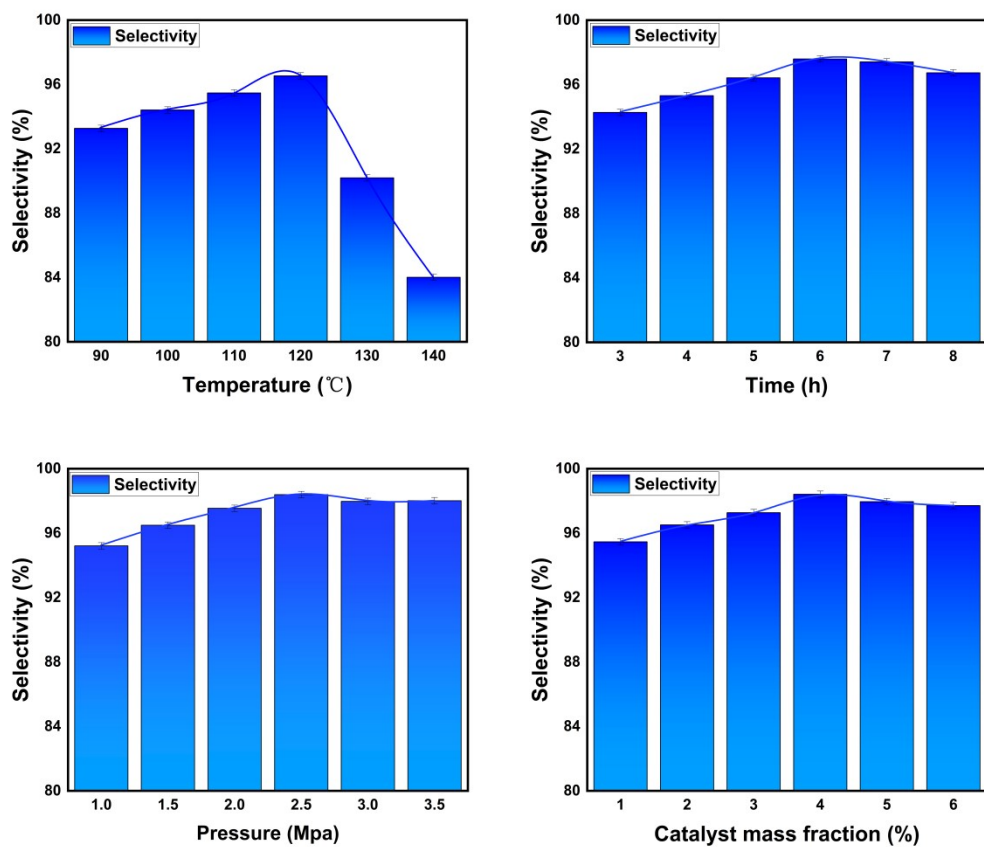 100
96
92
88
84
80
Selectivity (%)
Selectivity
90 100 110 120 130 140
Temperature (℃)
100
96
92
88
84
80
Selectivity (%)
Selectivity
3 4 5 6 7 8
Time (h)
100
96
92
88
84
80
Selectivity (%)
Selectivity
1.0 1.5 2.0 2.5 3.0 3.5
Pressure (Mpa)
100
96
92
88
84
80
Selectivity (%)
Selectivity
1 2 3 4 5 6
Catalyst mass fraction (%)